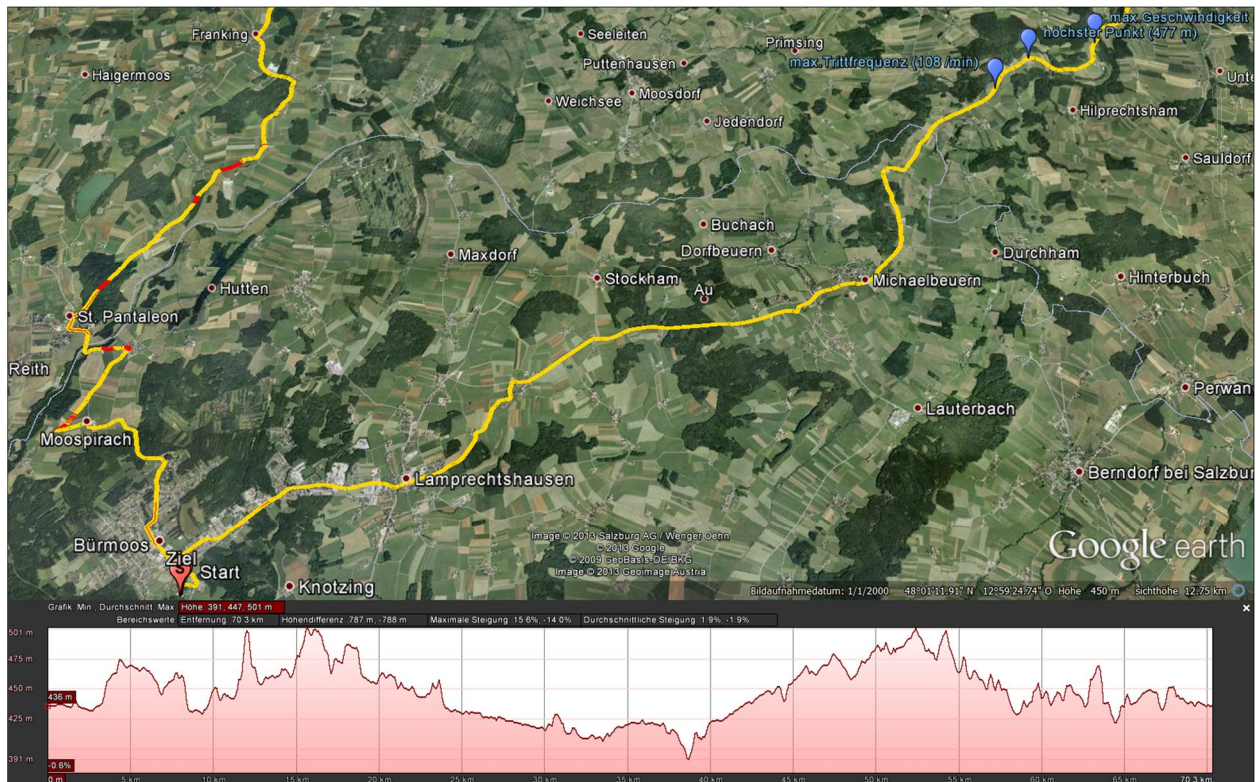 max.Geschwindigkeit
Franking
Seeleiten
höchster Punkt (477 m)
Primsing
Puttenhausen
max.Trittfrequenz (108 /min)
Haigermoos
Unte
Weichsee
Moosdorf
Hilprechtsham
Jedendorf
Sauldorf
Buchach
Maxdorf
Dorfbeuern
Durchham
Stockham
Michaelbeuern
Hinterbuch
Hutten
Au
St. Pantaleon
Reith
Perwan
Lauterbach
Moospirach
Lamprechtshausen
Berndorf bei Salzbur
Bürmoos
Ziel
Start
Knotzing
Image © 2013 Salzburg AG / Wenger Oehn
© 2013 Google
© 2009 GeoBasis-DE/BKG
Image © 2013 Geoimage Austria
Google earth
Bildaufnahmedatum: 1/1/2000 48°01'11.91" N 12°59'24.74" O Höhe 450 m sichthöhe 12.75 km
Grafik Min , Durchschnitt, Max Höhe: 391, 447, 501 m
Bereichswerte: Entfernung 70.3 km Höhendifferenz 787 m, -788 m Maximale Steigung 15.6%, -14.0% Durchschnittliche Steigung 1.9%, -1.9%
501 m
475 m
450 m
436 m
425 m
391 m
-0.6%
0 m 5 km 10 km 15 km 20 km 25 km 30 km 35 km 40 km 45 km 50 km 55 km 60 km 65 km 70.3 km